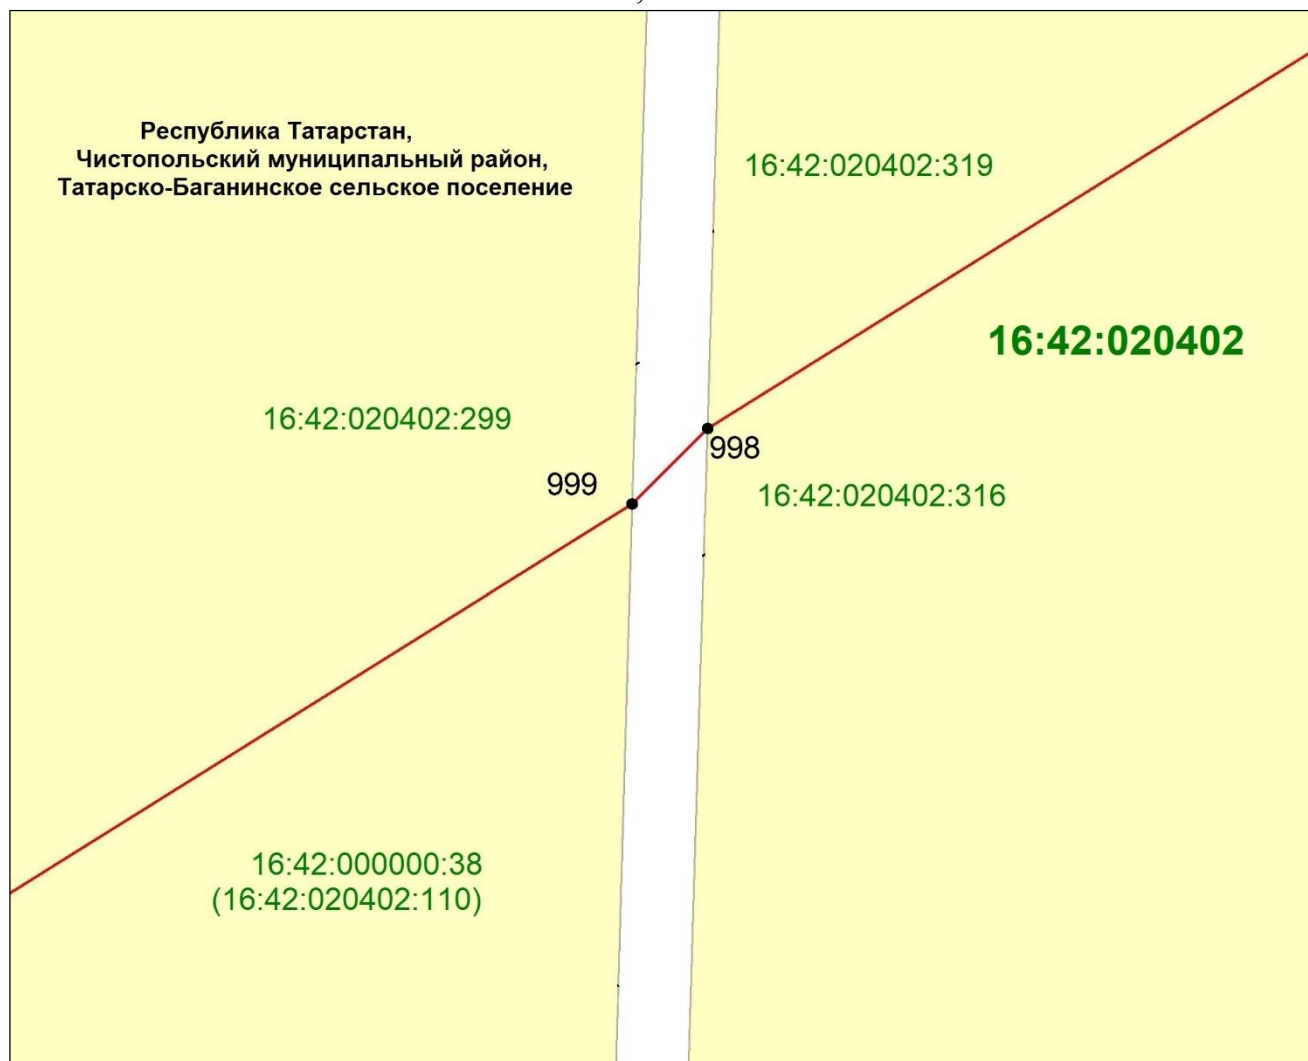 Республика Татарстан,
Чистопольский муниципальный район,
Татарско-Баганинское сельское поселение
16:42:020402:319
16:42:020402
16:42:020402:299
998
999
16:42:020402:316
16:42:000000:38
(16:42:020402:110)